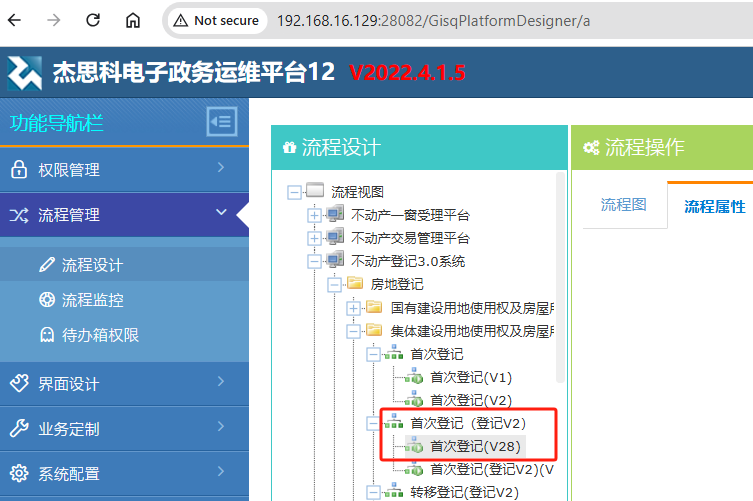 Not secure 192.168.16.129:28082/GisqPlatformDesigner/a
杰思科电子政务运维平台12 V2022.4.1.5
功能导航栏
权限管理
流程管理
流程设计
流程监控
待办箱权限
界面设计
业务定制
系统配置
流程设计
流程视图
不动产一窗受理平台
不动产交易管理平台
不动产登记3.0系统
房地登记
国有建设用地使用权及房屋用
集体建设用地使用权及房屋用
首次登记
首次登记(V1)
首次登记(V2)
首次登记（登记V2）
首次登记(V28)
首次登记(登记V2)(V
转移登记(登记V2)
流程操作
流程图
流程属性